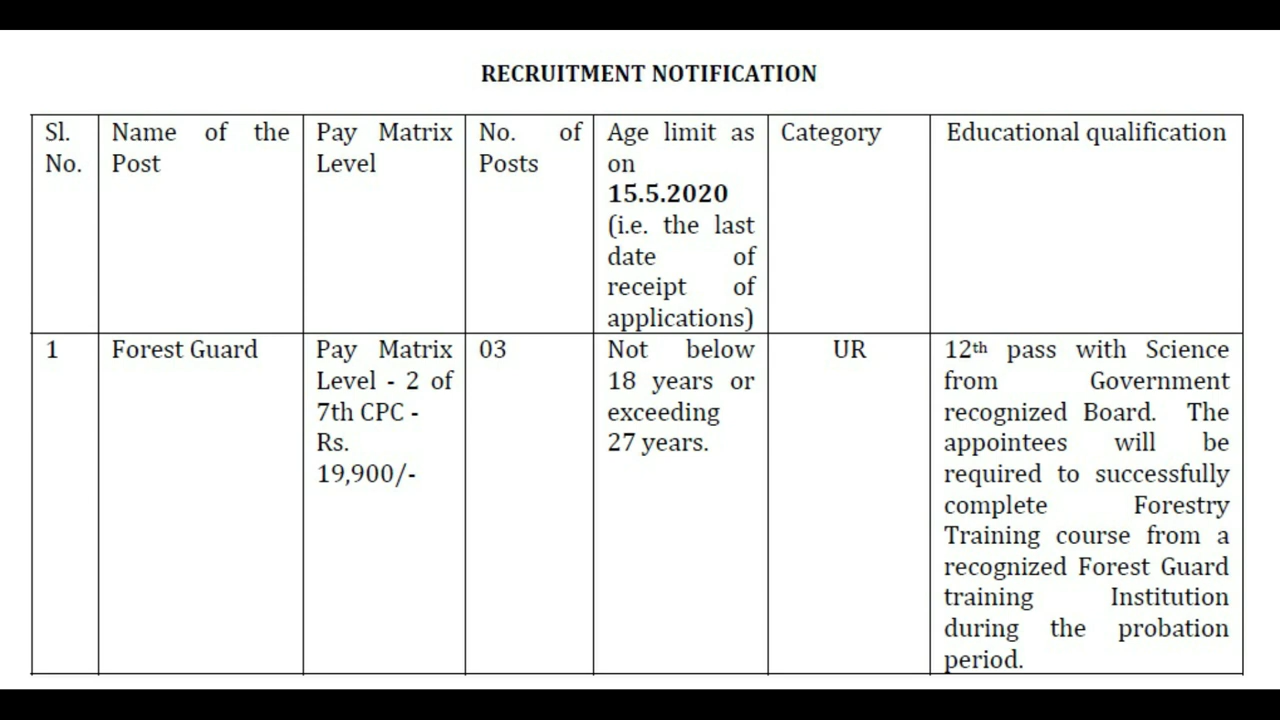 RECRUITMENT NOTIFICATION
Sl.
No.
Name of the
Post
Pay Matrix
Level
No. of
Posts
Age limit as
on
15.5.2020
(i.e. the last
date of
receipt of
applications)
Category
Educational qualification
1
Forest Guard
Pay Matrix
Level - 2 of
7th CPC -
Rs.
19,900/-
03
Not below
18 years or
exceeding
27 years.
UR
12th pass with Science
from Government
recognized Board. The
appointees will be
required to successfully
complete Forestry
Training course from a
recognized Forest Guard
training Institution
during the probation
period.